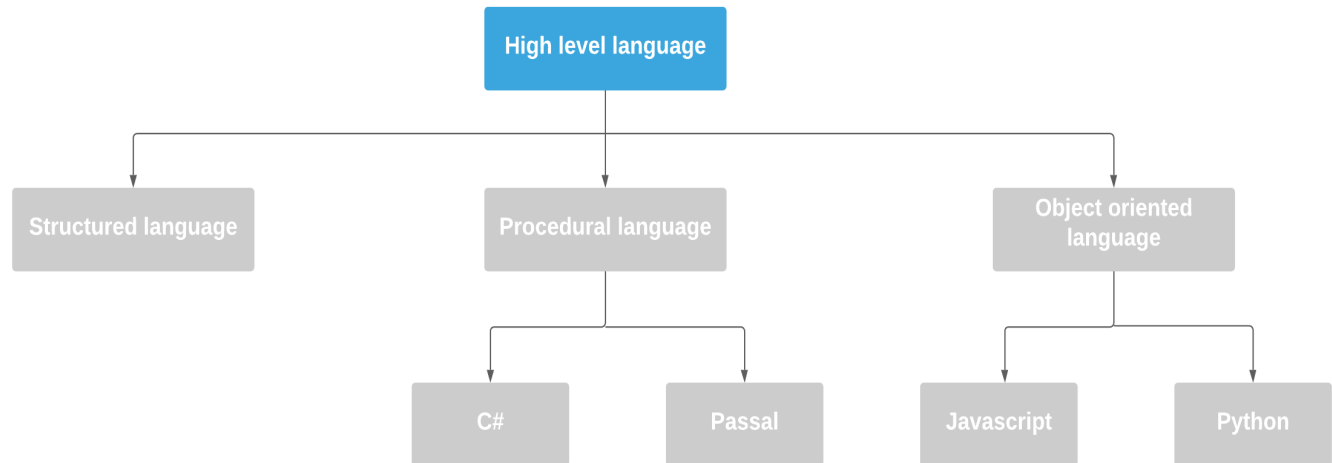 High level language
Structured language
Procedural language
Object oriented
language
C#
Passal
Javascript
Python